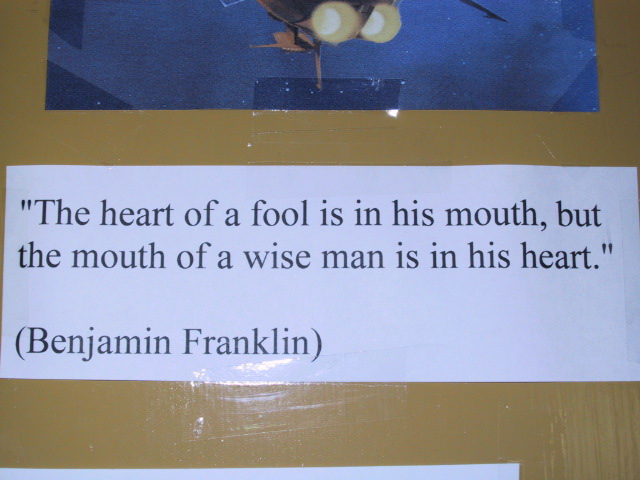 "The heart of a fool is in his mouth, but
the mouth of a wise man is in his heart."
(Benjamin Franklin)